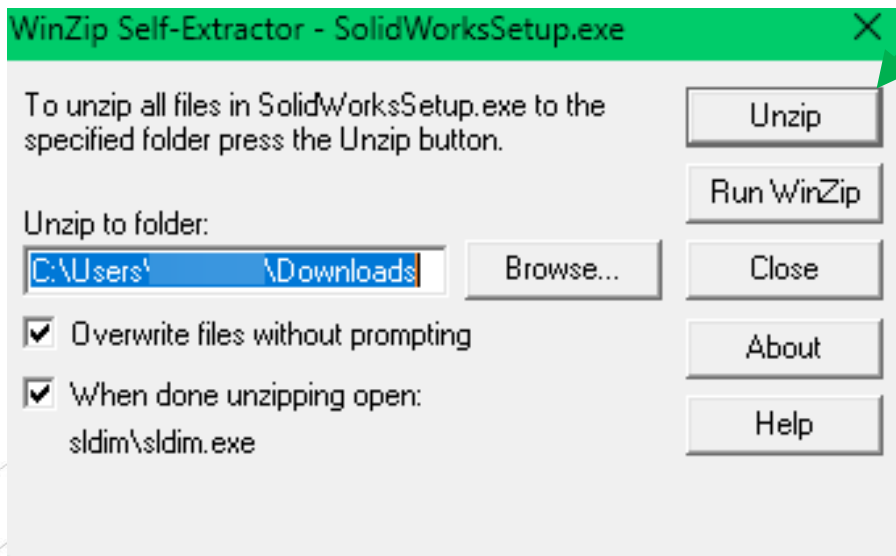 WinZip Self-Extractor - SolidWorksSetup.exe
To unzip all files in SolidWorksSetup.exe to the
specified folder press the Unzip button.
Unzip to folder:
C:\Users\ \Downloads
Browse...
Overwrite files without prompting
When done unzipping open:
sldim\sldim.exe
Unzip
Run WinZip
Close
About
Help